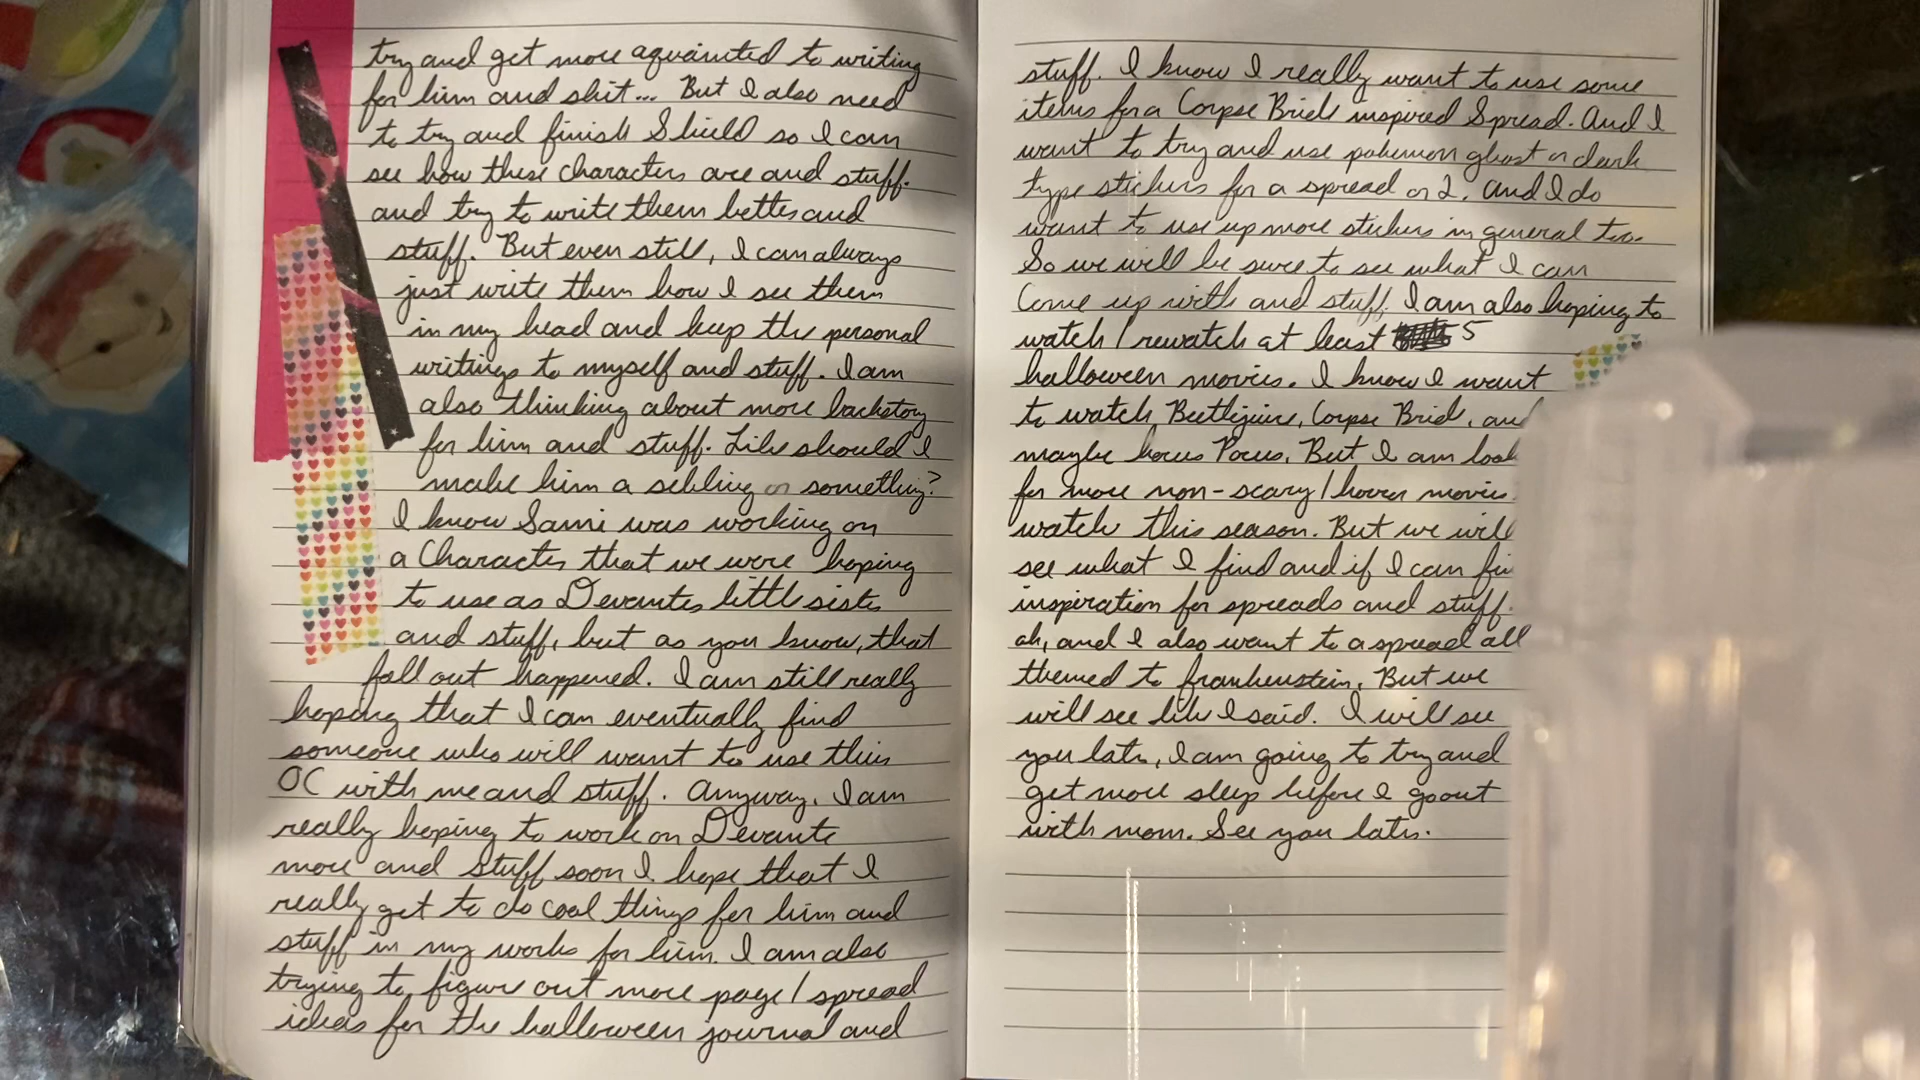 try and get more aquainted to writing
for him and shit... But I also need
to try and finish Shield so I can
see how these characters are and stuff.
and try to write them better and
stuff. But even still, I can always
just write them how I see them
in my head and keep the personal
writings to myself and stuff. I am
also thinking about more backstory
for him and stuff. Like should I
make him a sibling or something?
I know Sami was working on
a character that we were hoping
to use as Devantes little sister
and stuff, but as you know, that
fall out happened. I am still really
hoping that I can eventually find
someone who will want to use this
OC with me and stuff. Anyway, I am
really hoping to work on Devante
more and stuff soon I hope that I
really get to do cool things for him and
stuff in my works for him. I am also
trying to figure out more page / spread
ideas for the halloween journal and
stuff. I know I really want to use some
items for a Corpse Bride inspired Spread. And I
want to try and use pokemon ghost or dark
type stickers for a spread or 2. and I do
want to use up more stickers in general too.
So we will be sure to see what I can
Come up with and stuff. I am also hoping to
watch / rewatch at least 5
halloween movies. I know I want
to watch Beetlejuice, Corpse Bride, and
maybe hocus Pocus. But I am look
for more non-scary / horror movies
watch this season. But we will
see what I find and if I can fin
inspiration for spreads and stuff.
oh, and I also want to a spread all
themed to frankenstein. But we
will see like I said. I will see
you later, I am going to try and
get more sleep before I go out
with mom. See you later.